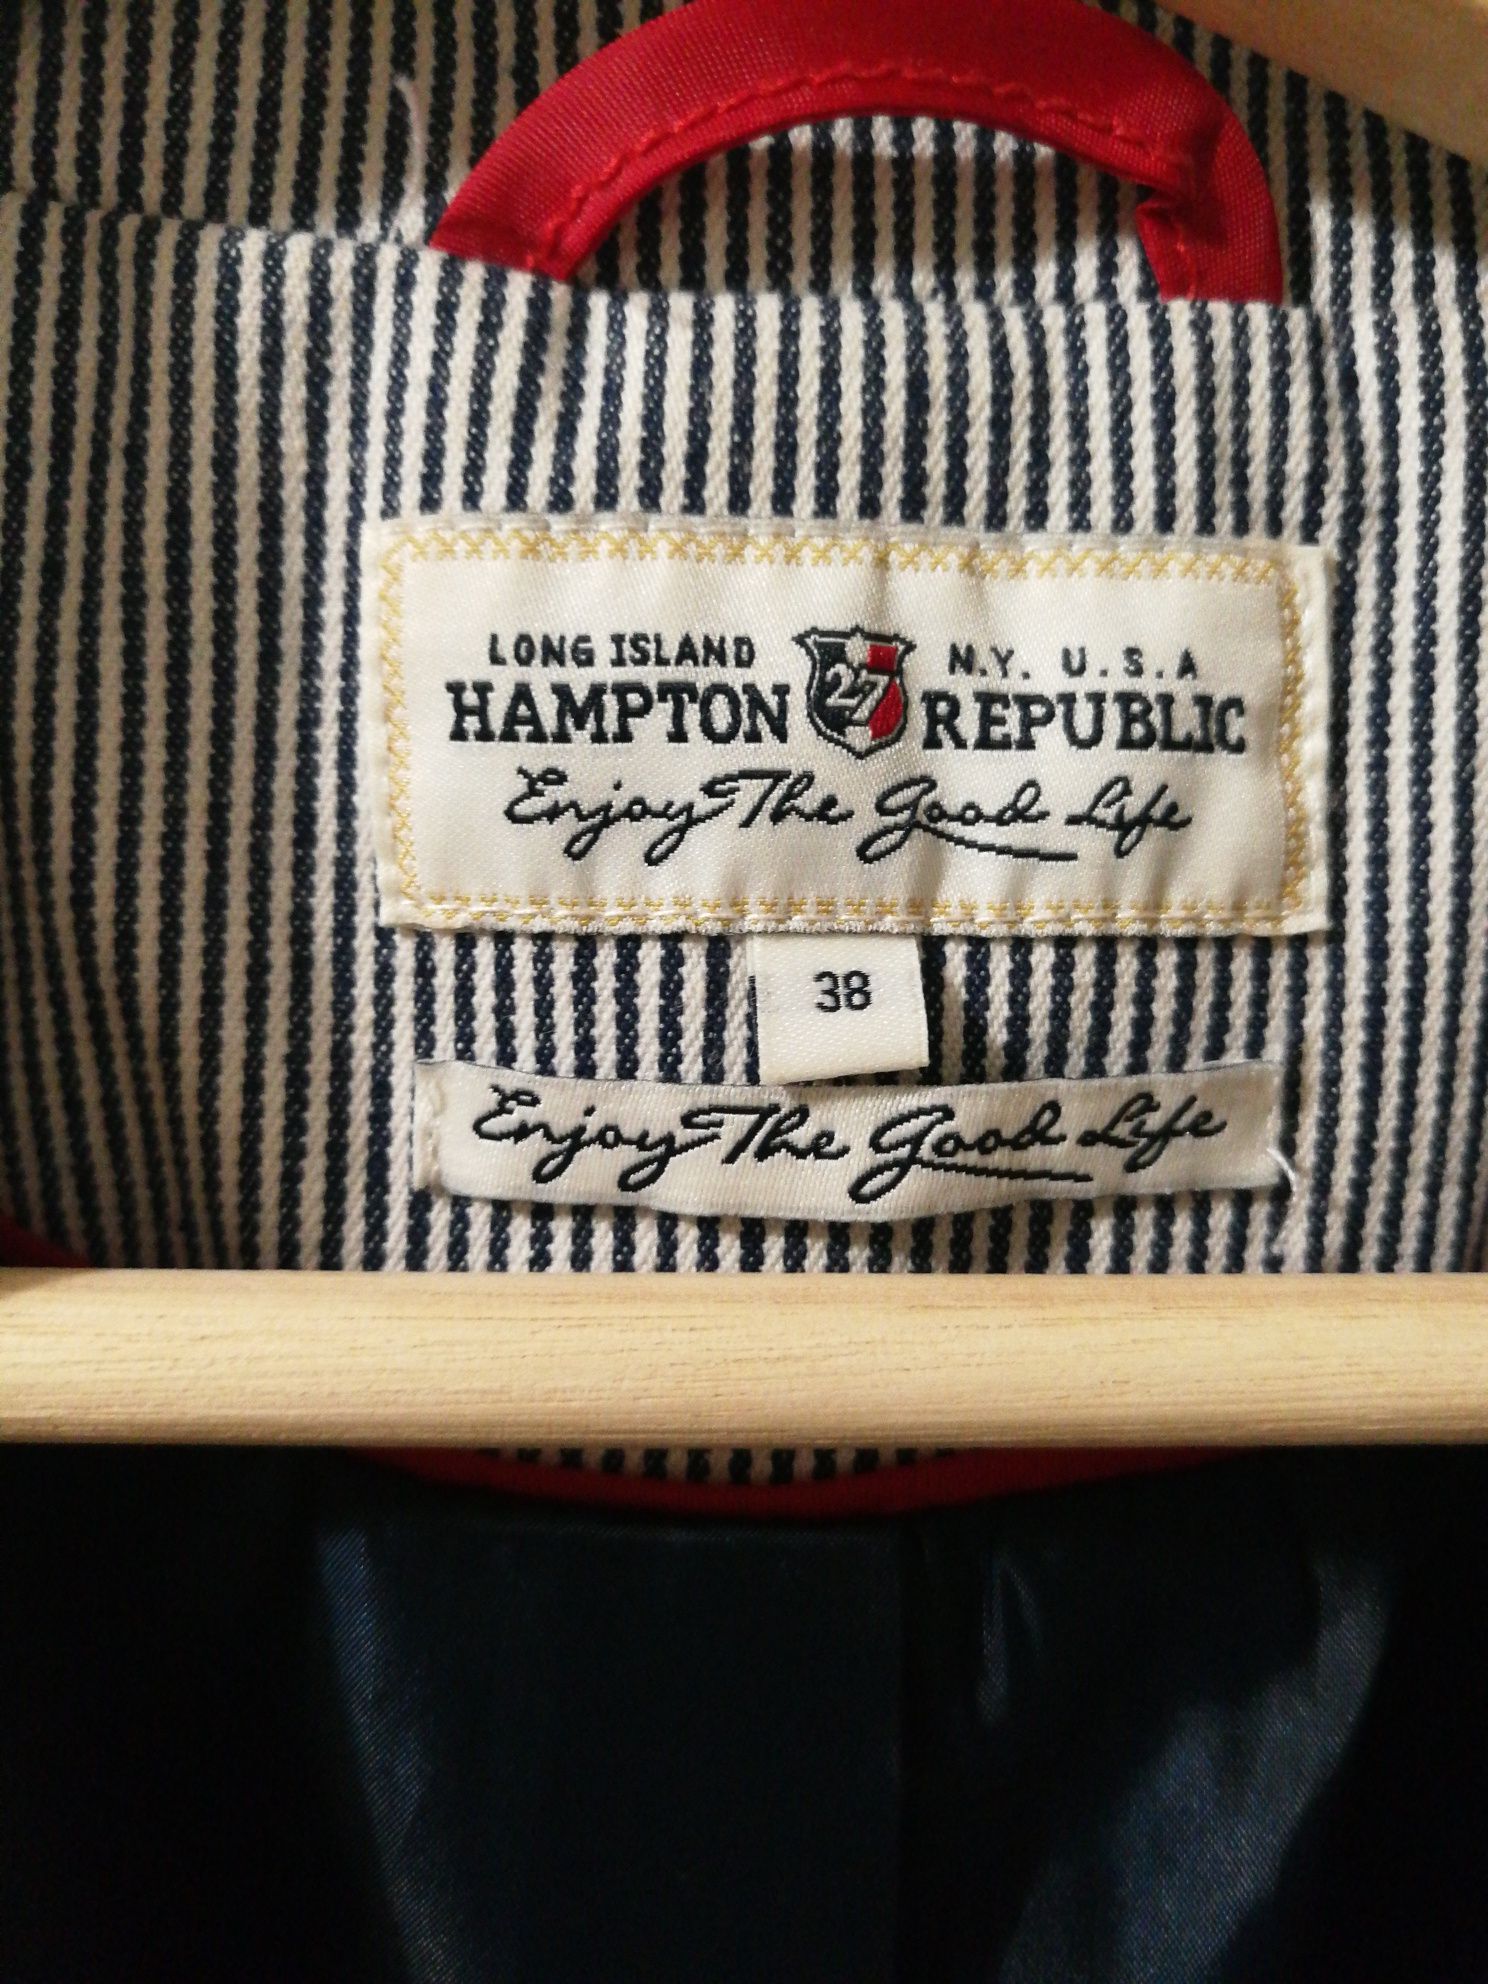 LONG ISLAND N.Y. U.S.A
HAMPTON 27 REPUBLIC
Enjoy The Good Life
38
Enjoy The Good Life